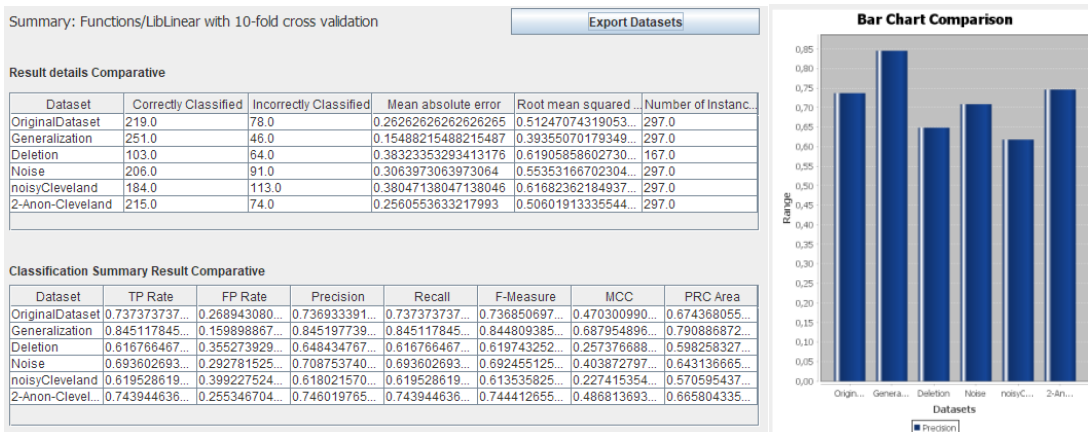 Summary: Functions/LibLinear with 10-fold cross validation
Export Datasets
Result details Comparative
Dataset Correctly Classified Incorrectly Classified Mean absolute error Root mean squared ... Number of Instanc...
OriginalDataset 219.0 78.0 0.26262626262626265 0.51247074319053... 297.0
Generalization 251.0 46.0 0.15488215488215487 0.39355070179349... 297.0
Deletion 103.0 64.0 0.38323353293413176 0.61905858602730... 167.0
Noise 206.0 91.0 0.3063973063973064 0.55353166702304... 297.0
noisyCleveland 184.0 113.0 0.38047138047138046 0.61682362184937... 297.0
2-Anon-Cleveland 215.0 74.0 0.2560553633217993 0.50601913335544... 297.0
Classification Summary Result Comparative
Dataset TP Rate FP Rate Precision Recall F-Measure MCC PRC Area
OriginalDataset 0.737373737... 0.268943080... 0.736933391... 0.737373737... 0.736850697... 0.470300990... 0.674368055...
Generalization 0.845117845... 0.159898867... 0.845197739... 0.845117845... 0.844809385... 0.687954896... 0.790886872...
Deletion 0.616766467... 0.355273929... 0.648434767... 0.616766467... 0.619743252... 0.257376688... 0.598258327...
Noise 0.693602693... 0.292781525... 0.708753740... 0.693602693... 0.692455125... 0.403872797... 0.643136665...
noisyCleveland 0.619528619... 0.399227524... 0.618021570... 0.619528619... 0.613535825... 0.227415354... 0.570595437...
2-Anon-Clevel... 0.743944636... 0.255346704... 0.746019765... 0.743944636... 0.744412655... 0.486813693... 0.665804335...
Bar Chart Comparison
0,85
0,80
0,75
0,70
0,65
0,60
0,55
0,50
0,45
0,40
0,35
0,30
0,25
0,20
0,15
0,10
0,05
0,00
Range
Origin... Genera... Deletion Noise noisyC... 2-An...
Datasets
Precision